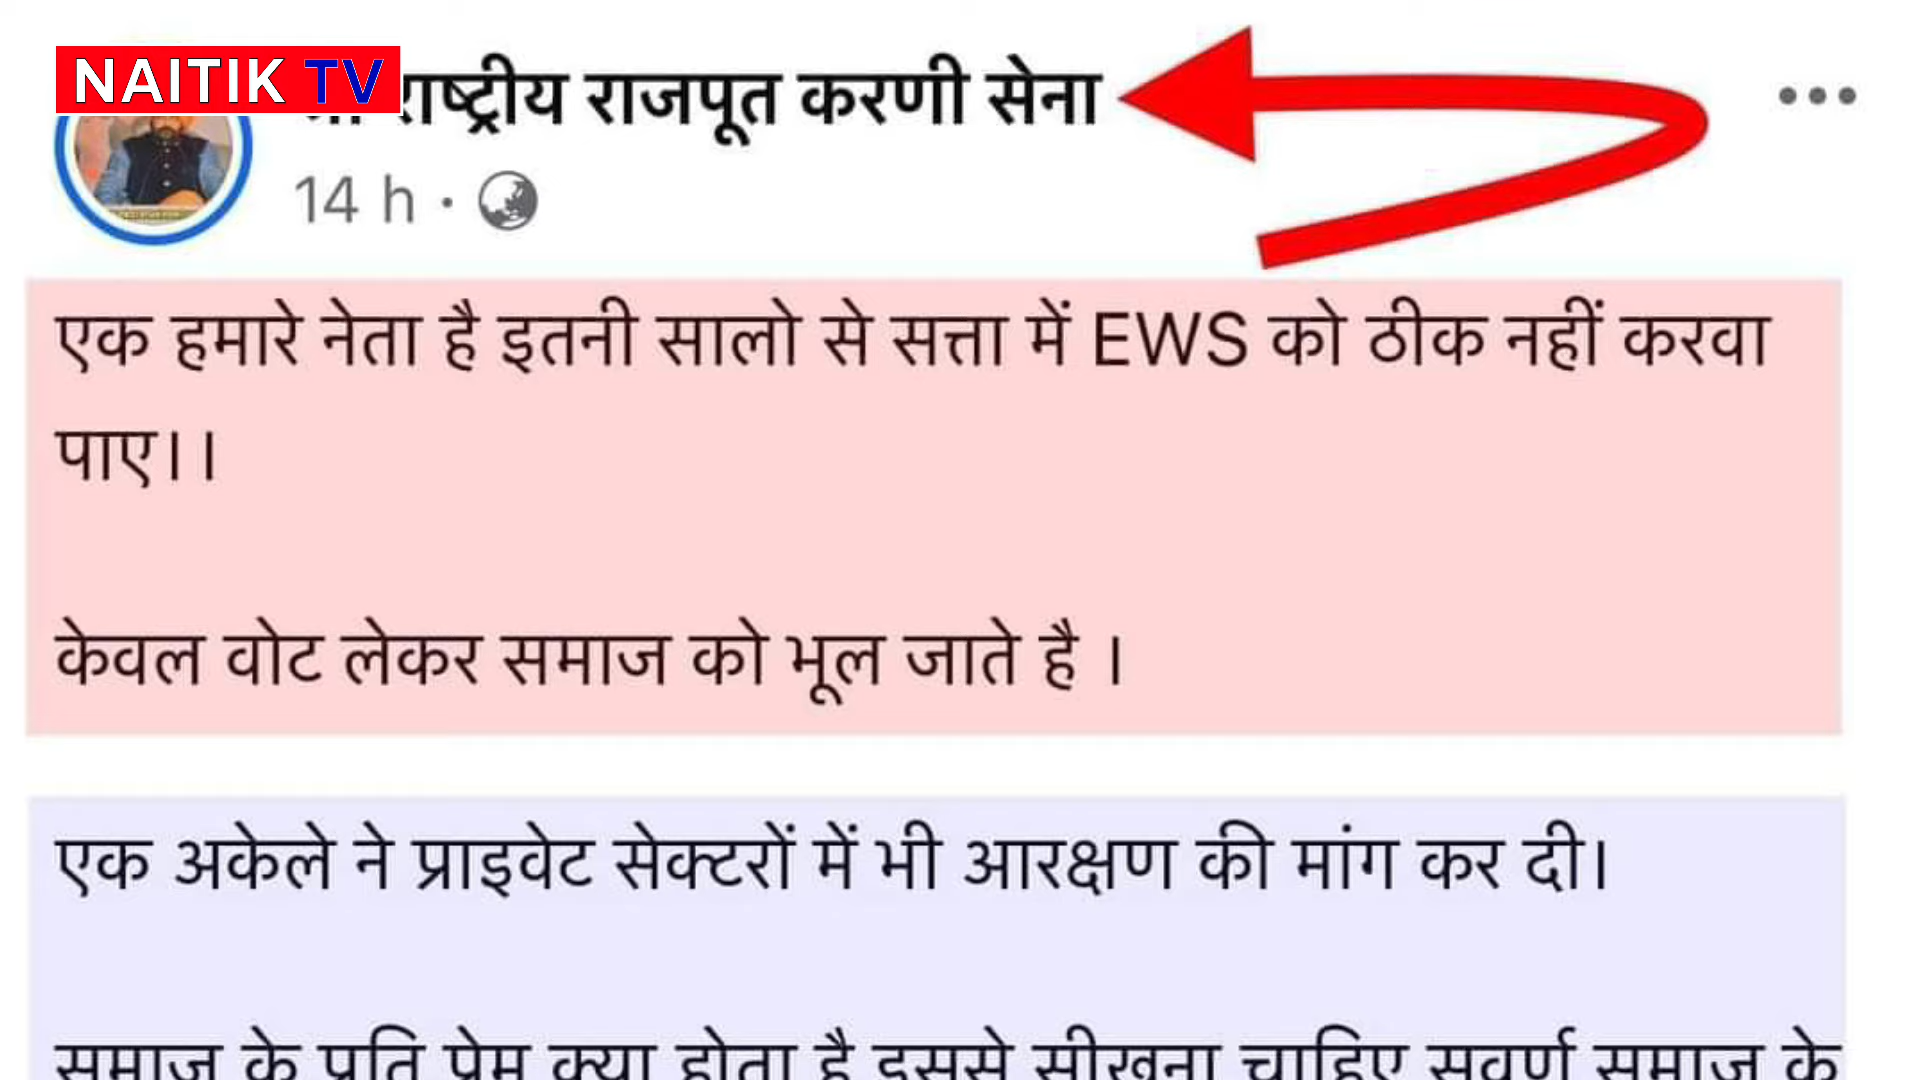 NAITIK TV
राष्ट्रीय राजपूत करणी सेना
14 h ·
एक हमारे नेता है इतनी सालो से सत्ता में EWS को ठीक नहीं करवा
पाए।।
केवल वोट लेकर समाज को भूल जाते है ।
एक अकेले ने प्राइवेट सेक्टरों में भी आरक्षण की मांग कर दी।
समाज के प्रति प्रेम क्या होता है इससे सीखना चाहिए सवर्ण समाज के